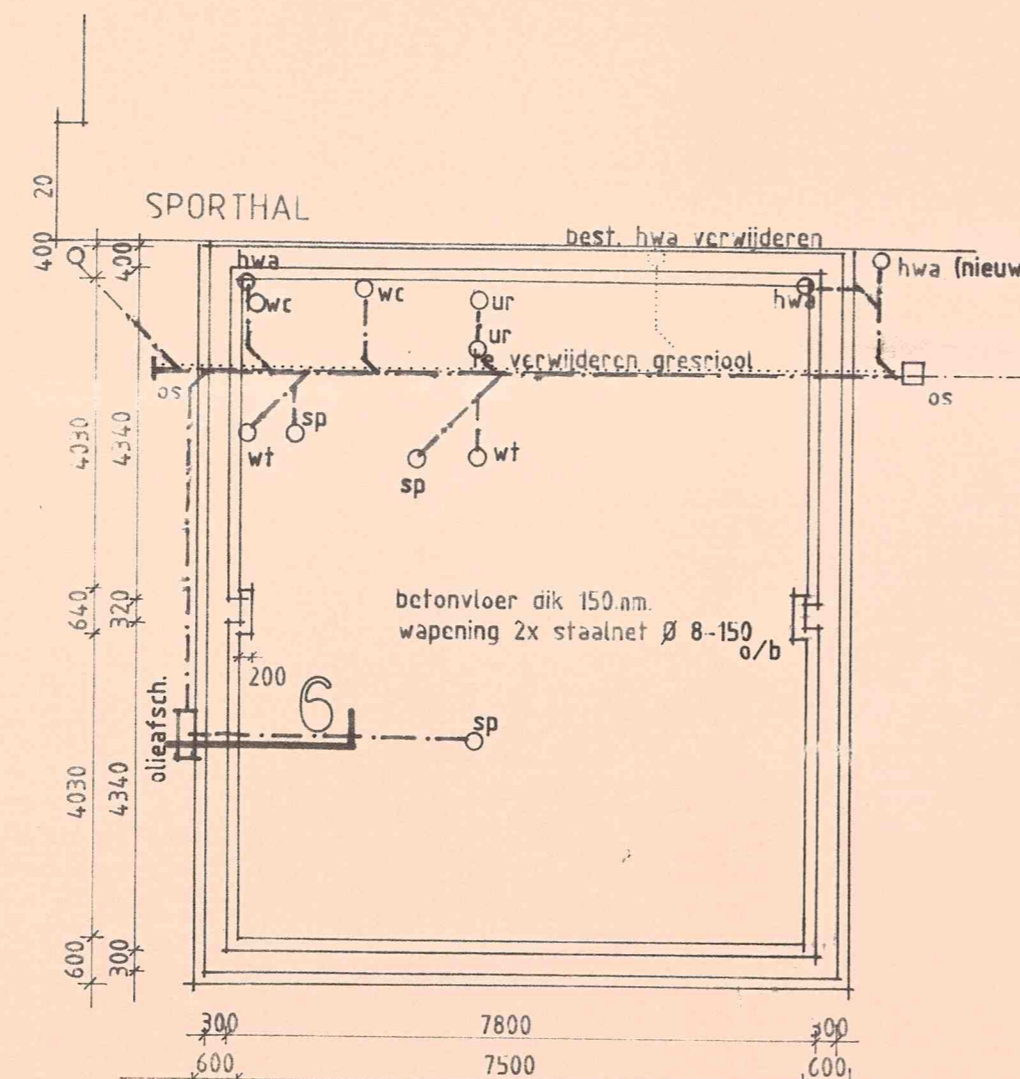 20
SPORTHAL
400
400
best. hwa verwijderen
hwa
wc
wc
ur
ur
hwa
hwa (nieuw
te verwijderen gresriool
os
os
4030
4340
wt
sp
sp
wt
640
320
betonvloer dik 150.mm.
wapening 2x staalnet Ø 8-150
o/b
200
6
sp
olieafsch.
4030
4340
600
300
300
7800
300
600
7500
600